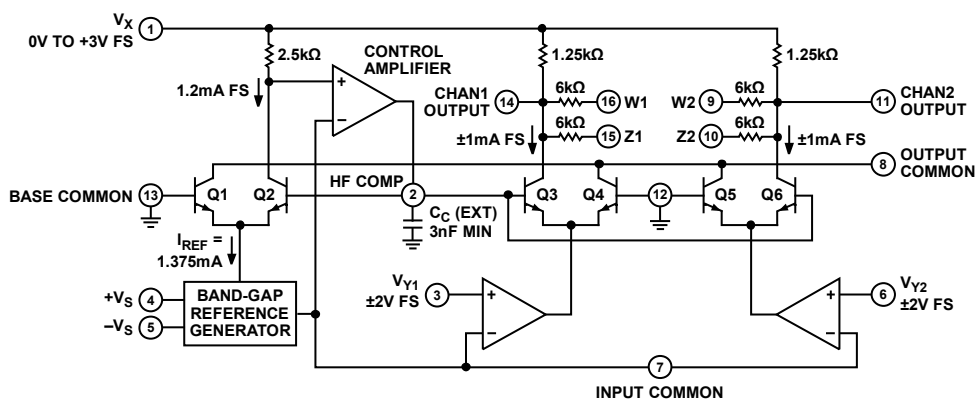 VX
0V TO +3V FS
1
2.5kΩ
CONTROL
AMPLIFIER
1.25kΩ
1.25kΩ
1.2mA FS
+
–
CHAN1
OUTPUT
14
6kΩ
16
W1
W2
9
6kΩ
11
CHAN2
OUTPUT
±1mA FS
6kΩ
15
Z1
Z2
10
6kΩ
±1mA FS
8
OUTPUT
COMMON
BASE COMMON
13
Q1
Q2
HF COMP
2
Q3
Q4
12
Q5
Q6
CC (EXT)
3nF MIN
IREF =
1.375mA
+VS
4
–VS
5
BAND-GAP
REFERENCE
GENERATOR
VY1
±2V FS
3
+
–
+
–
6
VY2
±2V FS
7
INPUT COMMON